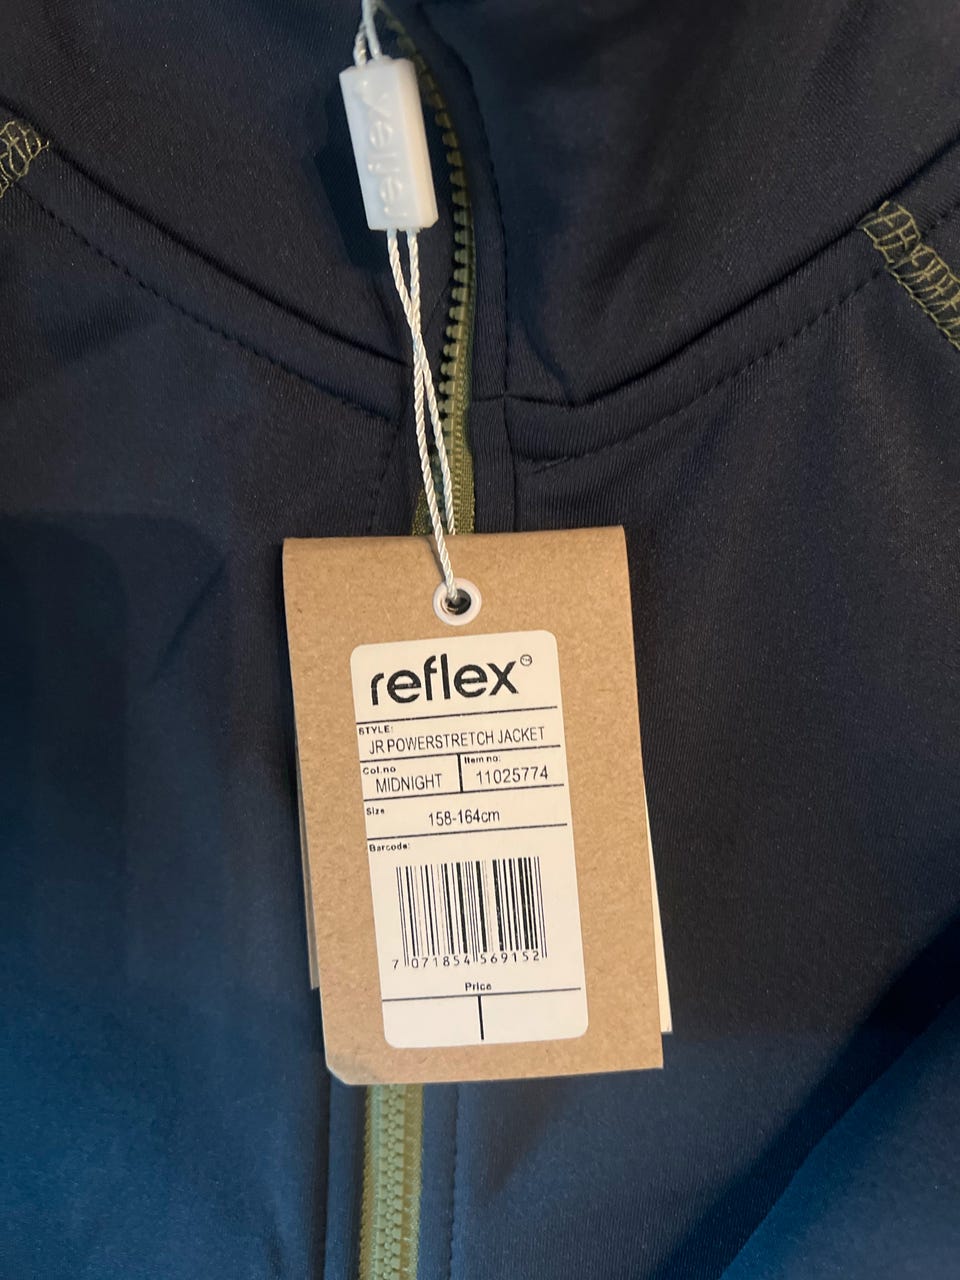 reflex
reflex™
STYLE:
JR POWERSTRETCH JACKET
Col.no
MIDNIGHT
Item no:
11025774
Size
158-164cm
Barcode:
7 071854 569152
Price